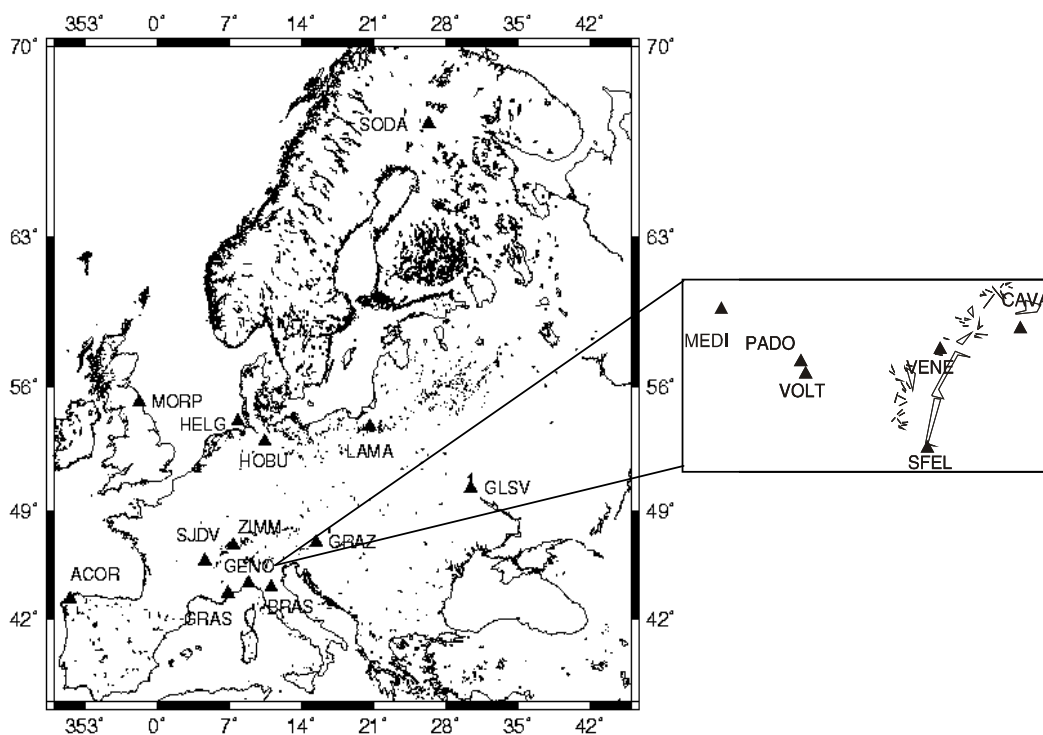 353° 0° 7° 14° 21° 28° 35° 42°
70° 70°
SODA
63° 63°
CAVA
MEDI PADO
VENE
56° VOLT 56°
MORP
HELG
HOBU LAMA
SFEL
GLSV
49° 49°
SJDV ZIMM
GRAZ
GENO
ACOR
GRAS BRAS
42° 42°
353° 0° 7° 14° 21° 28° 35° 42°